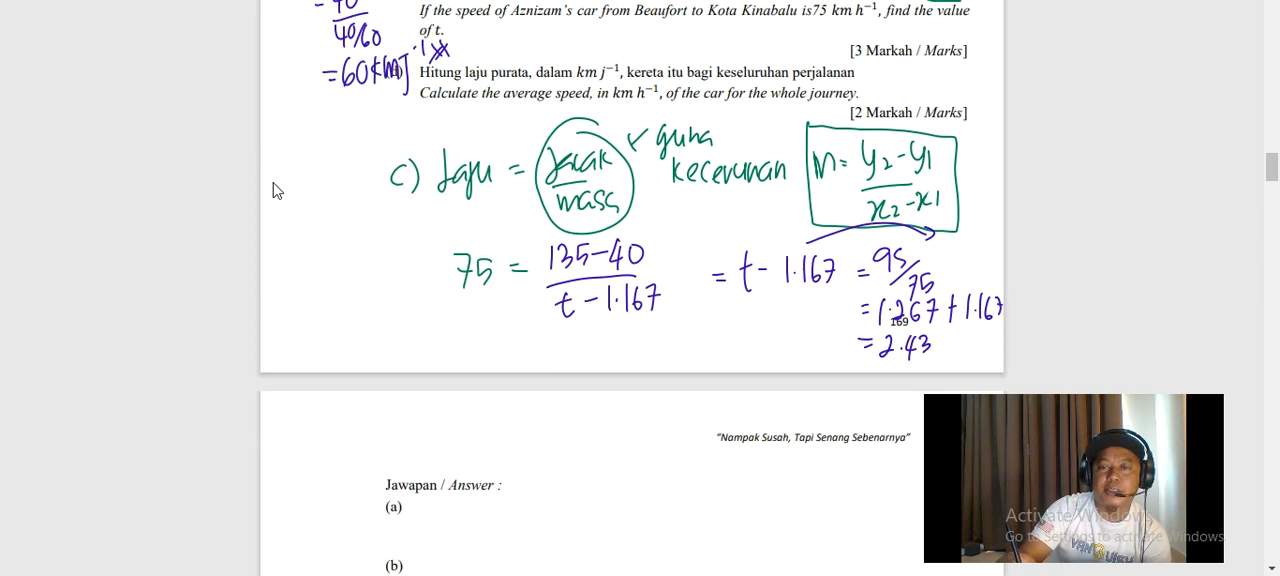 If the speed of Aznizam's car from Beaufort to Kota Kinabalu is75 km h⁻¹, find the value
of t.
40/60
[3 Markah / Marks]
= 60 km j⁻¹
Hitung laju purata, dalam km j⁻¹, kereta itu bagi keseluruhan perjalanan
Calculate the average speed, in km h⁻¹, of the car for the whole journey.
[2 Markah / Marks]
c) Laju = jarak/masa ✓ guna kecerunan m = y₂-y₁/x₂-x1
75 = 135-40/t-1.167 = t- 1.167 = 95/75
= 1.267 + 1.167
169
= 2.43
"Nampak Susah, Tapi Senang Sebenarnya"
Jawapan / Answer :
(a)
(b)
Activate Windows
Go to Settings to activate Windows